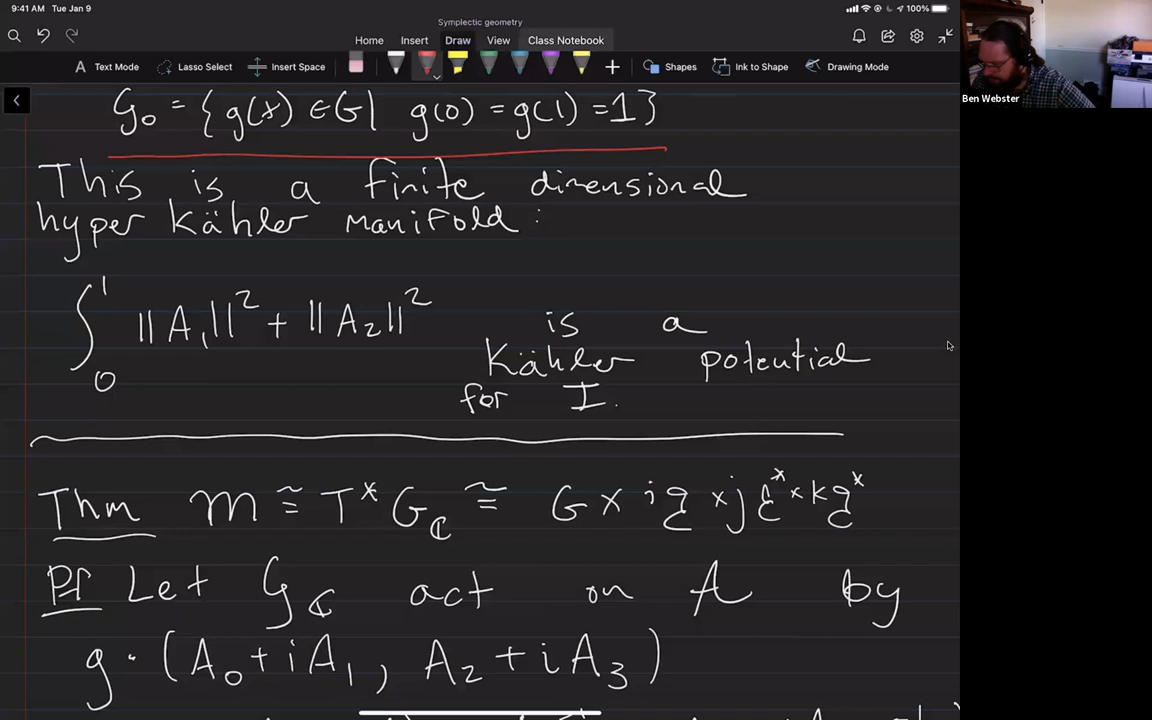 9:41 AM Tue Jan 9
100%
Symplectic geometry
Home Insert Draw View Class Notebook
Text Mode Lasso Select Insert Space Shapes Ink to Shape Drawing Mode
Ben Webster
G₀ = { g(x) ∈ G | g(0) = g(1) = 1 }
This is a finite dimensional
hyper Kähler manifold :
∫₀¹ ||A₁||² + ||A₂||² is a
Kähler potential
for I.
Thm M ≅ T*G_ℂ ≅ G × i𝔤 × j𝔤* × k𝔤*
Pf Let G_ℂ act on A by
g · (A₀ + iA₁, A₂ + iA₃)